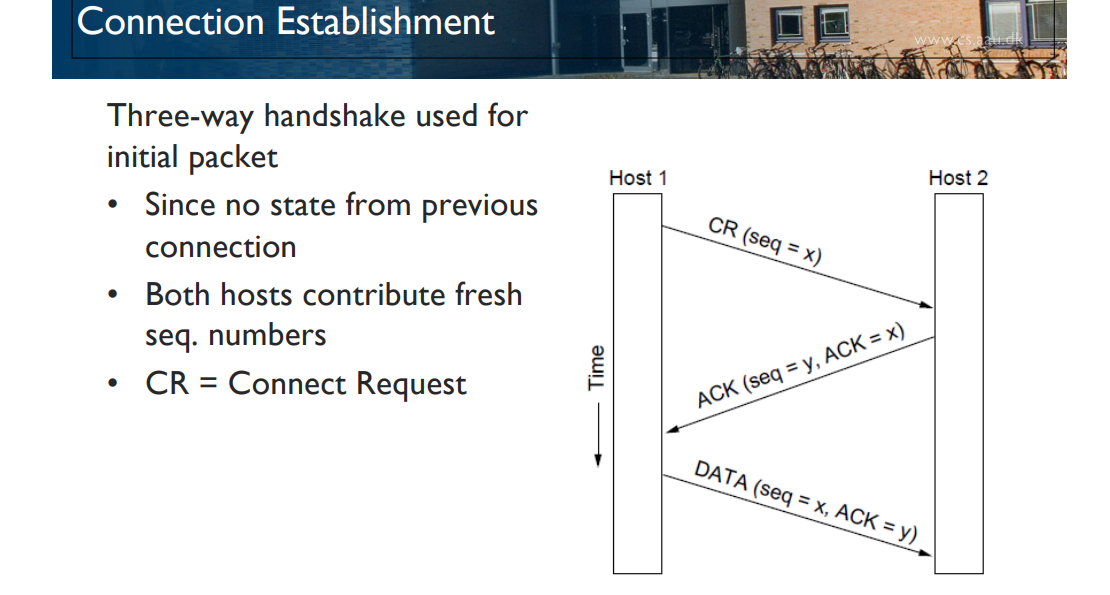 Connection Establishment
www.cs.aau.dk
Three-way handshake used for
initial packet
• Since no state from previous
connection
• Both hosts contribute fresh
seq. numbers
• CR = Connect Request
Host 1
Host 2
CR (seq = x)
ACK (seq = y, ACK = x)
DATA (seq = x, ACK = y)
Time